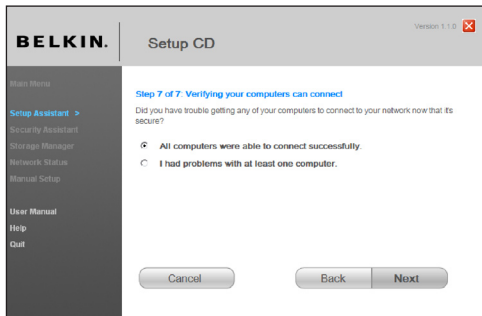 Version 1.1.0
BELKIN.
Setup CD
Main Menu
Setup Assistant >
Security Assistant
Storage Manager
Network Status
Manual Setup
User Manual
Help
Quit
Step 7 of 7: Verifying your computers can connect
Did you have trouble getting any of your computers to connect to your network now that it's
secure?
All computers were able to connect successfully.
I had problems with at least one computer.
Cancel
Back
Next